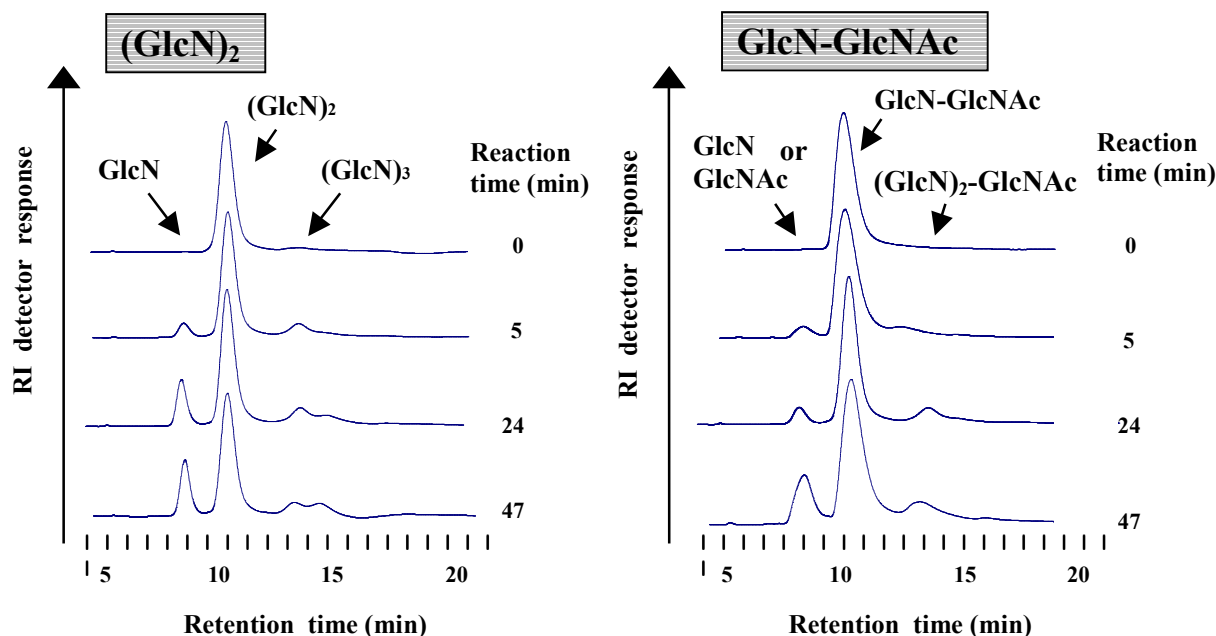 (GlcN)2
RI detector response
GlcN
(GlcN)2
(GlcN)3
Reaction
time (min)
0
5
24
47
5 10 15 20
Retention time (min)
GlcN-GlcNAc
RI detector response
GlcN or
GlcNAc
GlcN-GlcNAc
(GlcN)2-GlcNAc
Reaction
time (min)
0
5
24
47
5 10 15 20
Retention time (min)